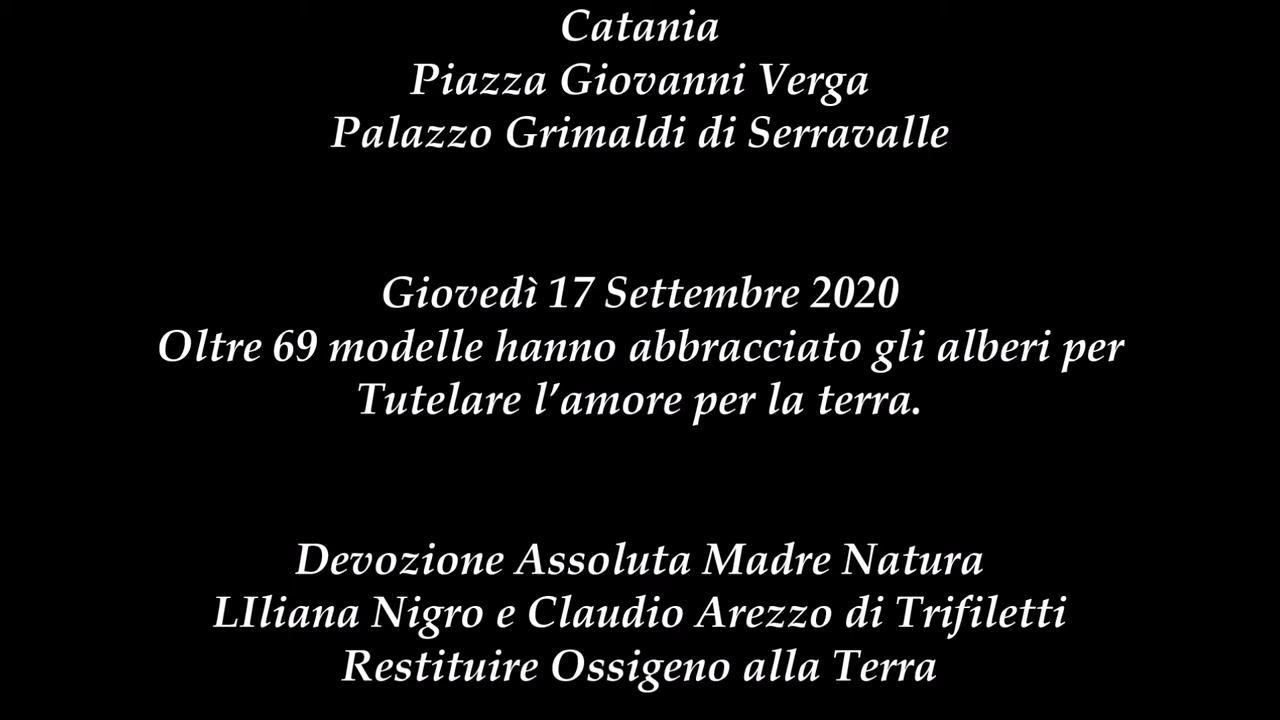 Catania
Piazza Giovanni Verga
Palazzo Grimaldi di Serravalle
Giovedì 17 Settembre 2020
Oltre 69 modelle hanno abbracciato gli alberi per
Tutelare l’amore per la terra.
Devozione Assoluta Madre Natura
LIliana Nigro e Claudio Arezzo di Trifiletti
Restituire Ossigeno alla Terra